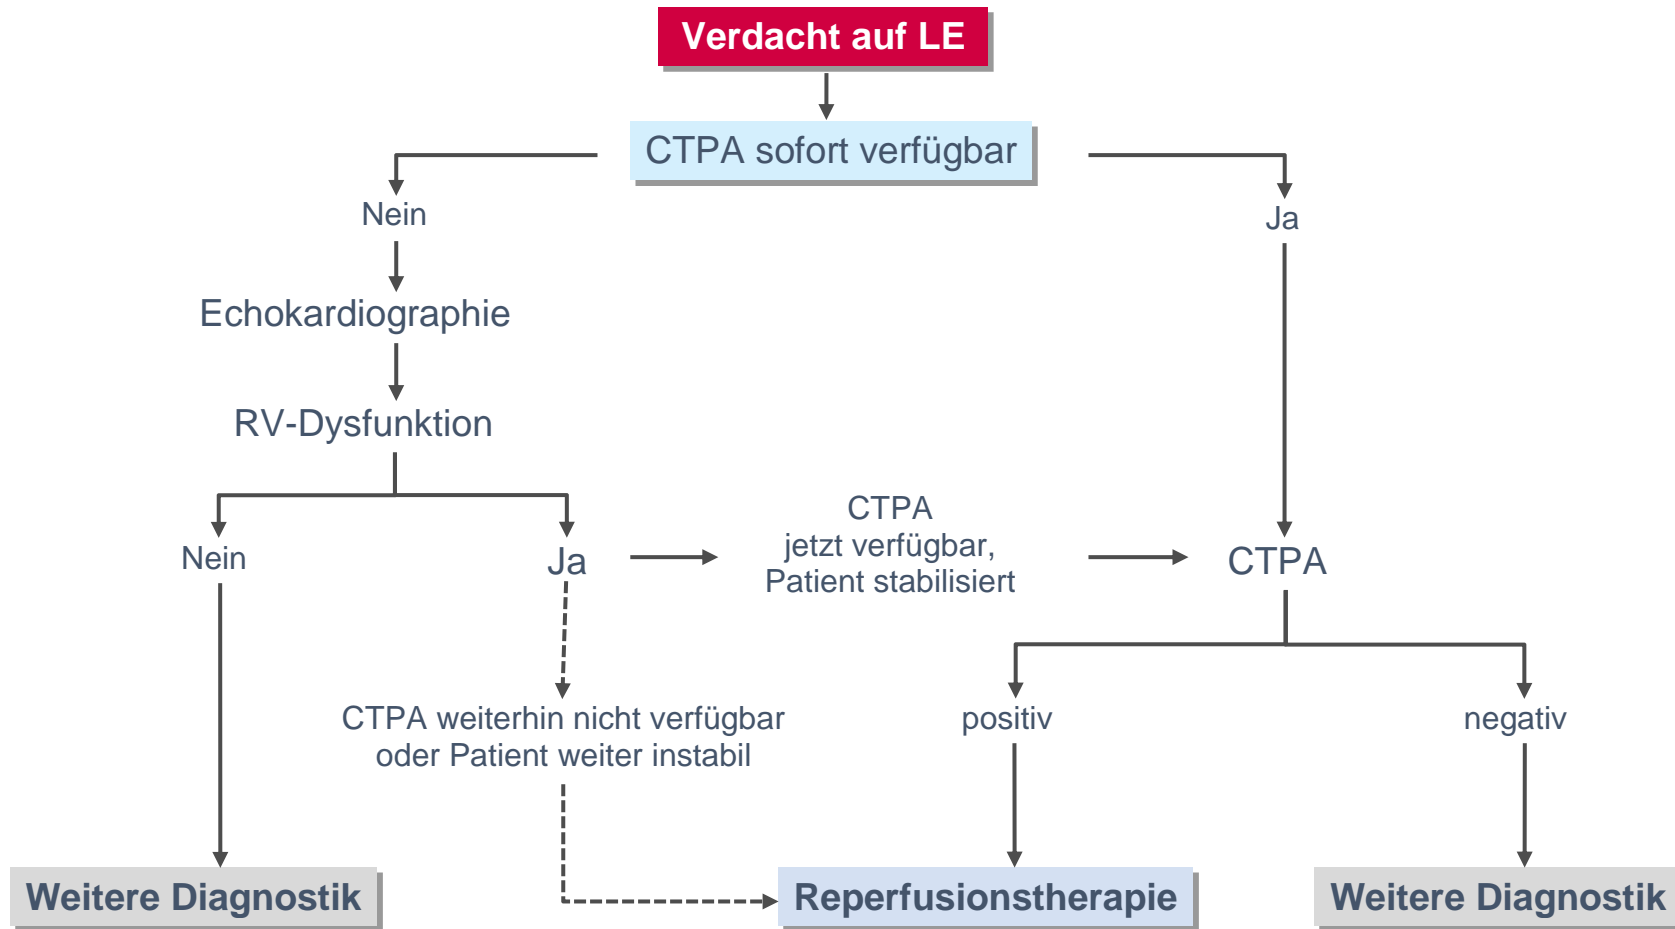 Verdacht auf LE
CTPA sofort verfügbar
Nein
Ja
Echokardiographie
RV-Dysfunktion
Nein
Ja
CTPA
jetzt verfügbar,
Patient stabilisiert
CTPA
CTPA weiterhin nicht verfügbar
oder Patient weiter instabil
positiv
negativ
Weitere Diagnostik
Reperfusionstherapie
Weitere Diagnostik